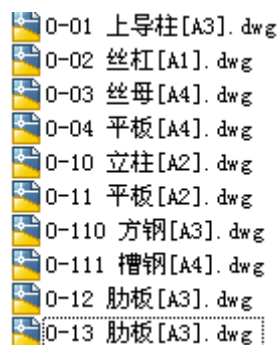 0-01 上导柱[A3].dwg
0-02 丝杠[A1].dwg
0-03 丝母[A4].dwg
0-04 平板[A4].dwg
0-10 立柱[A2].dwg
0-11 平板[A2].dwg
0-110 方钢[A3].dwg
0-111 槽钢[A4].dwg
0-12 肋板[A3].dwg
0-13 肋板[A3].dwg